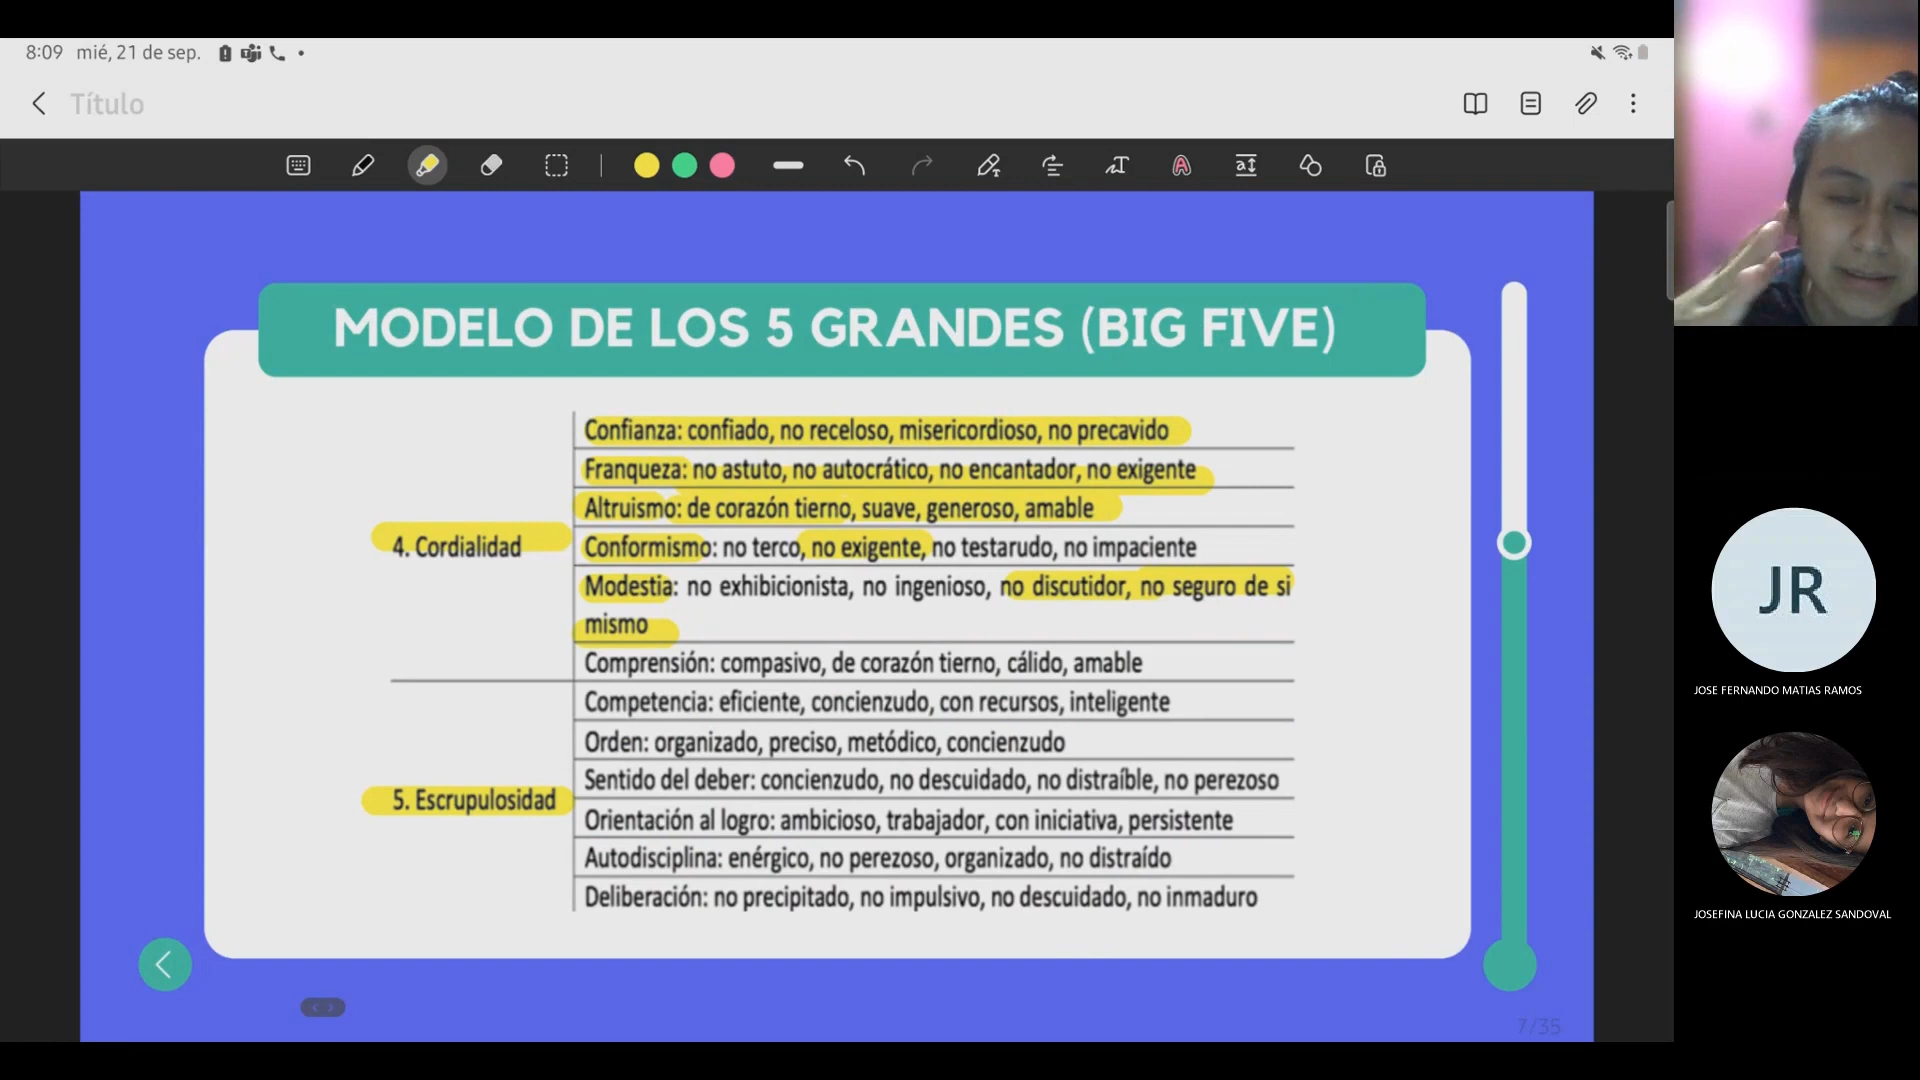 8:09 mié, 21 de sep.
Título
MODELO DE LOS 5 GRANDES (BIG FIVE)
Confianza: confiado, no receloso, misericordioso, no precavido
Franqueza: no astuto, no autocrático, no encantador, no exigente
Altruismo: de corazón tierno, suave, generoso, amable
4. Cordialidad
Conformismo: no terco, no exigente, no testarudo, no impaciente
Modestia: no exhibicionista, no ingenioso, no discutidor, no seguro de si
mismo
Comprensión: compasivo, de corazón tierno, cálido, amable
Competencia: eficiente, concienzudo, con recursos, inteligente
Orden: organizado, preciso, metódico, concienzudo
Sentido del deber: concienzudo, no descuidado, no distraíble, no perezoso
5. Escrupulosidad
Orientación al logro: ambicioso, trabajador, con iniciativa, persistente
Autodisciplina: enérgico, no perezoso, organizado, no distraído
Deliberación: no precipitado, no impulsivo, no descuidado, no inmaduro
7/35
JR
JOSE FERNANDO MATIAS RAMOS
JOSEFINA LUCIA GONZALEZ SANDOVAL